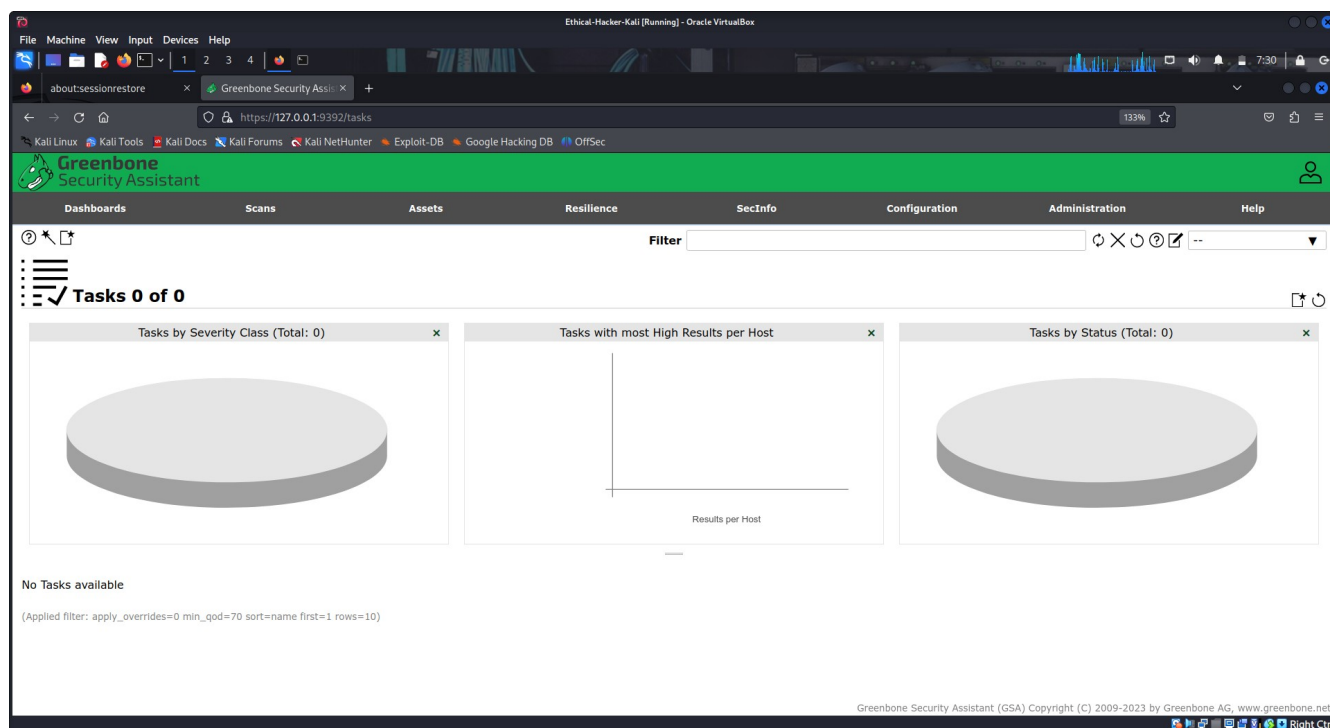 Ethical-Hacker-Kali [Running] - Oracle VirtualBox
File Machine View Input Devices Help
1 2 3 4 7:30
about:sessionrestore × Greenbone Security Assis × +
https://127.0.0.1:9392/tasks 133%
Kali Linux Kali Tools Kali Docs Kali Forums Kali NetHunter Exploit-DB Google Hacking DB OffSec
Greenbone
Security Assistant
Dashboards Scans Assets Resilience SecInfo Configuration Administration Help
Filter --
Tasks 0 of 0
Tasks by Severity Class (Total: 0) × Tasks with most High Results per Host × Tasks by Status (Total: 0) ×
Results per Host
No Tasks available
(Applied filter: apply_overrides=0 min_qod=70 sort=name first=1 rows=10)
Greenbone Security Assistant (GSA) Copyright (C) 2009-2023 by Greenbone AG, www.greenbone.net
Right Ctr